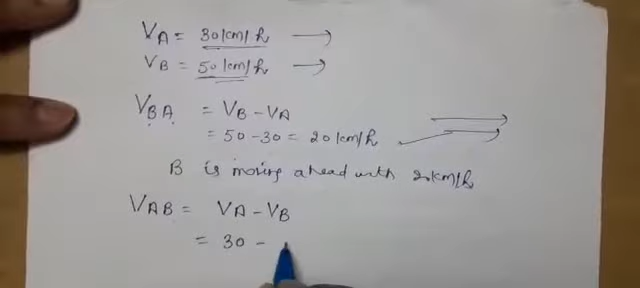 VA = 30 km/h →
VB = 50 km/h →
VBA = VB - VA
= 50 - 30 = 20 km/h
B is moving ahead with 20 km/h
VAB = VA - VB
= 30 -